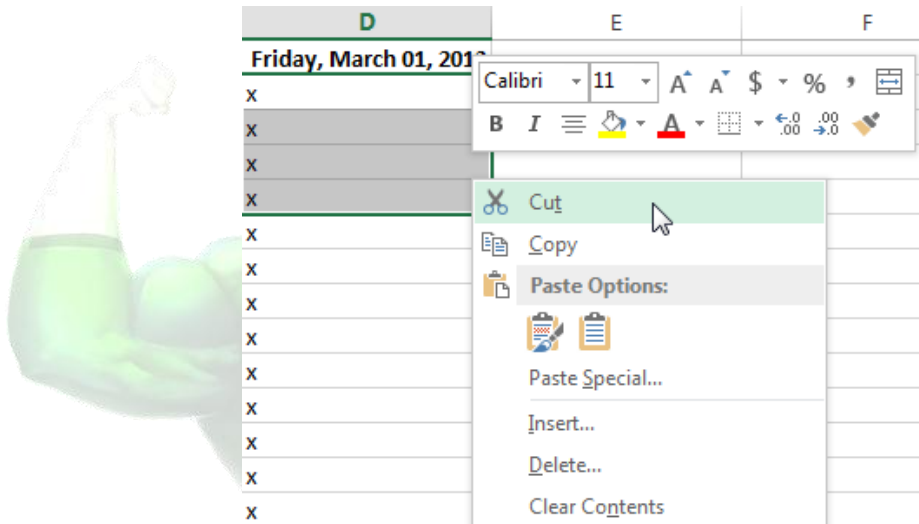 D E F
Friday, March 01, 201
Calibri 11 A A $ % ,
B I A .00 .0 .00 .0
x
x
x
x
Cut
x
Copy
x
Paste Options:
x
x
x
Paste Special...
x
Insert...
x
Delete...
x
Clear Contents
x